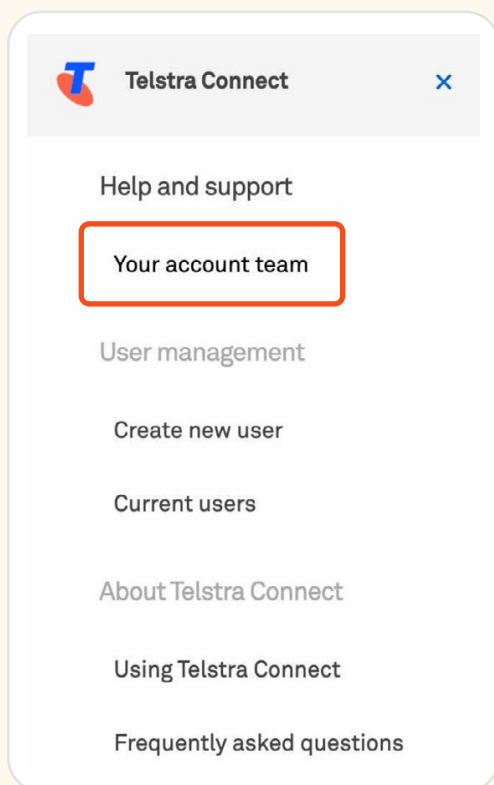 Telstra Connect
Help and support
Your account team
User management
Create new user
Current users
About Telstra Connect
Using Telstra Connect
Frequently asked questions